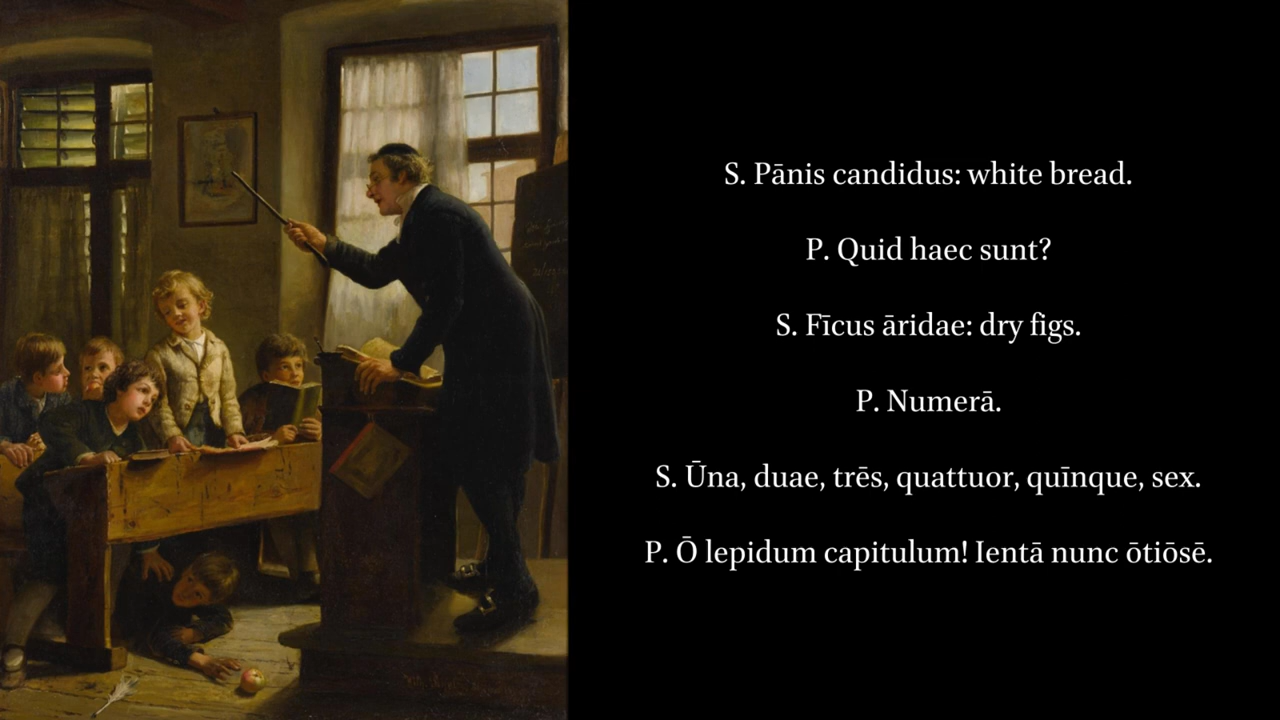 S. Pānis candidus: white bread.
P. Quid haec sunt?
S. Fīcus āridae: dry figs.
P. Numerā.
S. Ūna, duae, trēs, quattuor, quīnque, sex.
P. Ō lepidum capitulum! Ientā nunc ōtiōsē.